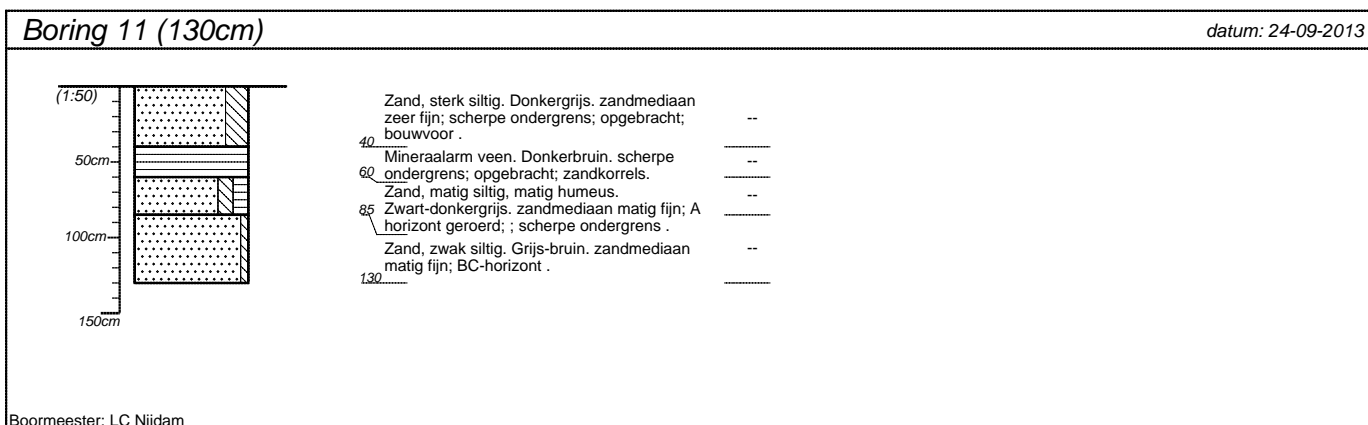 Boring 11 (130cm)
datum: 24-09-2013
(1:50)
50cm
100cm
150cm
Zand, sterk siltig. Donkergrijs. zandmediaan
zeer fijn; scherpe ondergrens; opgebracht;
--
bouwvoor .
40
Mineraalarm veen. Donkerbruin. scherpe
--
60
ondergrens; opgebracht; zandkorrels.
Zand, matig siltig, matig humeus.
--
85
Zwart-donkergrijs. zandmediaan matig fijn; A
horizont geroerd; ; scherpe ondergrens .
Zand, zwak siltig. Grijs-bruin. zandmediaan
--
matig fijn; BC-horizont .
130
Boormeester: LC Nijdam